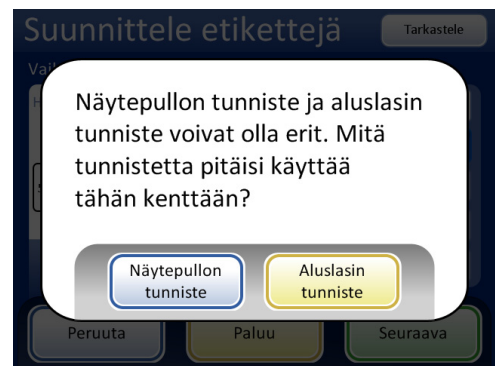 Suunnittele etikettejä
Tarkastele
Näytepullon tunniste ja aluslasin
tunniste voivat olla erit. Mitä
tunnistetta pitäisi käyttää
tähän kenttään?
Näytepullon
tunniste
Aluslasin
tunniste
Peruuta
Paluu
Seuraava